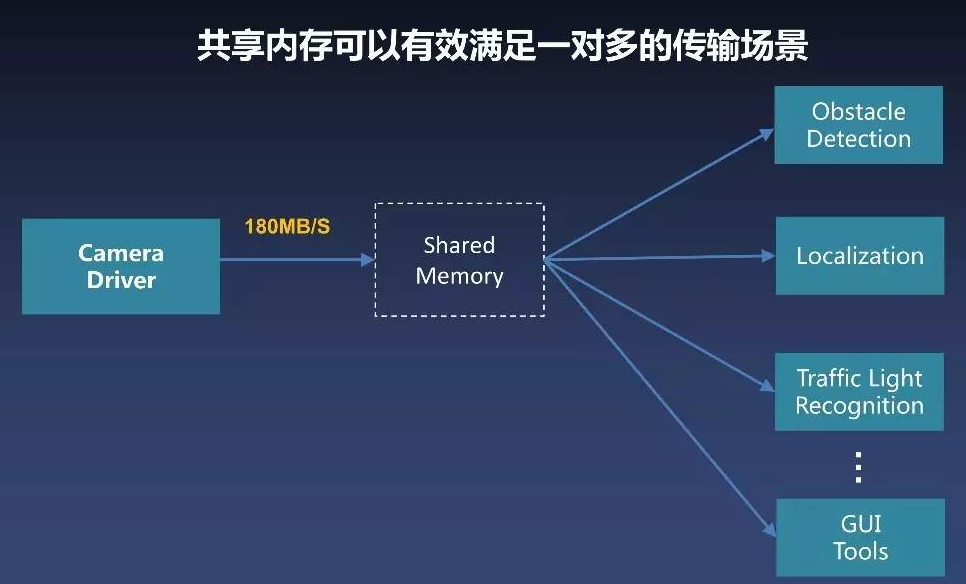 共享内存可以有效满足一对多的传输场景
Camera
Driver
180MB/S
Shared
Memory
Obstacle
Detection
Localization
Traffic Light
Recognition
GUI
Tools